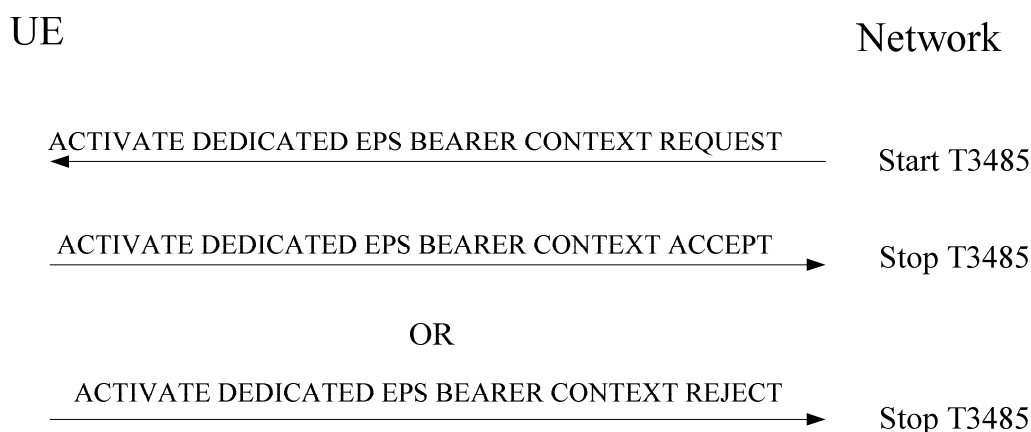 UE
Network
ACTIVATE DEDICATED EPS BEARER CONTEXT REQUEST
Start T3485
ACTIVATE DEDICATED EPS BEARER CONTEXT ACCEPT
Stop T3485
OR
ACTIVATE DEDICATED EPS BEARER CONTEXT REJECT
Stop T3485